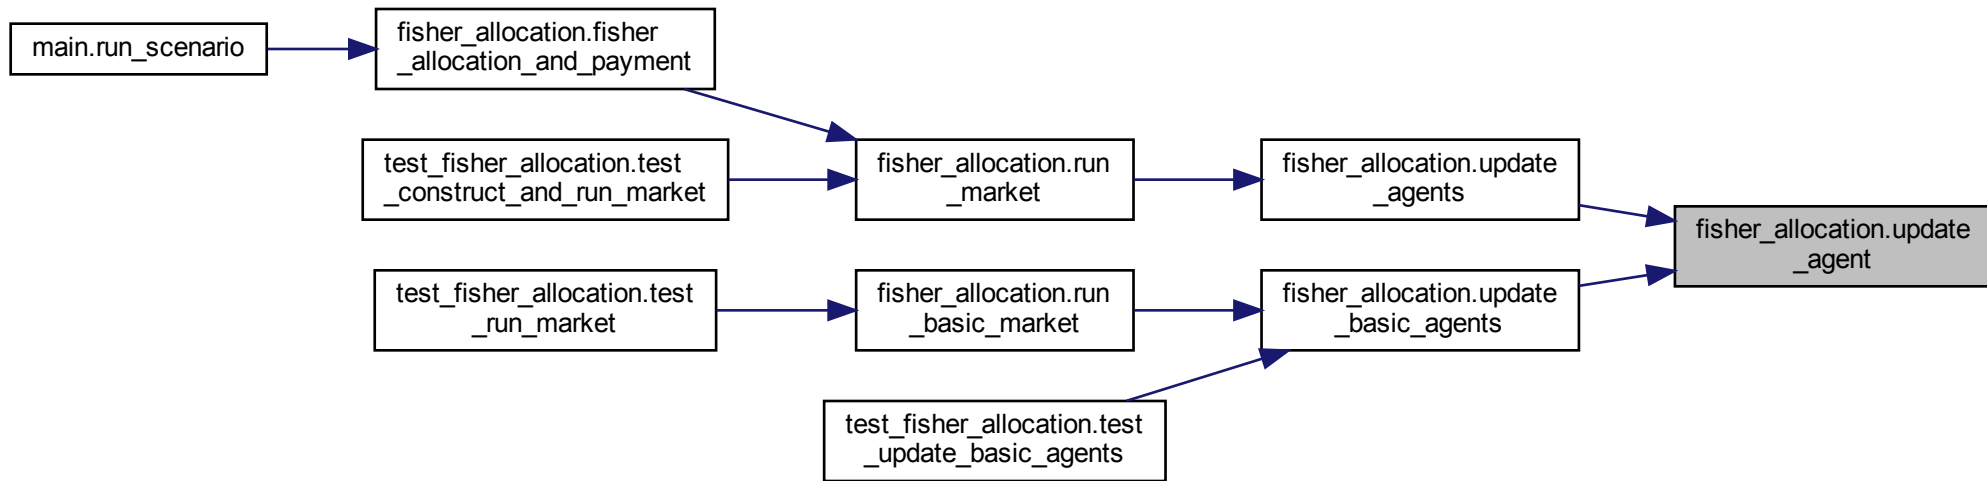 main.run_scenario
fisher_allocation.fisher
_allocation_and_payment
test_fisher_allocation.test
_construct_and_run_market
fisher_allocation.run
_market
fisher_allocation.update
_agents
fisher_allocation.update
_agent
test_fisher_allocation.test
_run_market
fisher_allocation.run
_basic_market
fisher_allocation.update
_basic_agents
test_fisher_allocation.test
_update_basic_agents